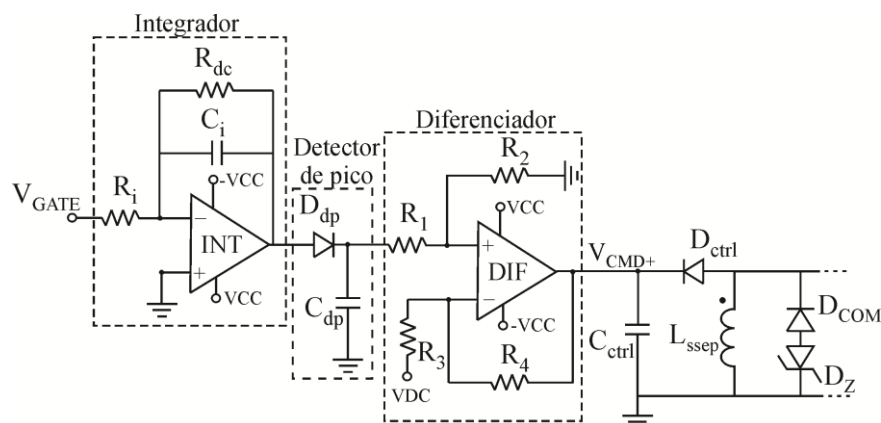 Integrador
R_dc
C_i
V_GATE
R_i
-VCC
INT
−
+
VCC
Detector
de pico
D_dp
C_dp
Diferenciador
R_2
R_1
VCC
+
DIF
−
-VCC
R_3
VDC
R_4
V_CMD+
D_ctrl
C_ctrl
L_ssep
D_COM
D_Z